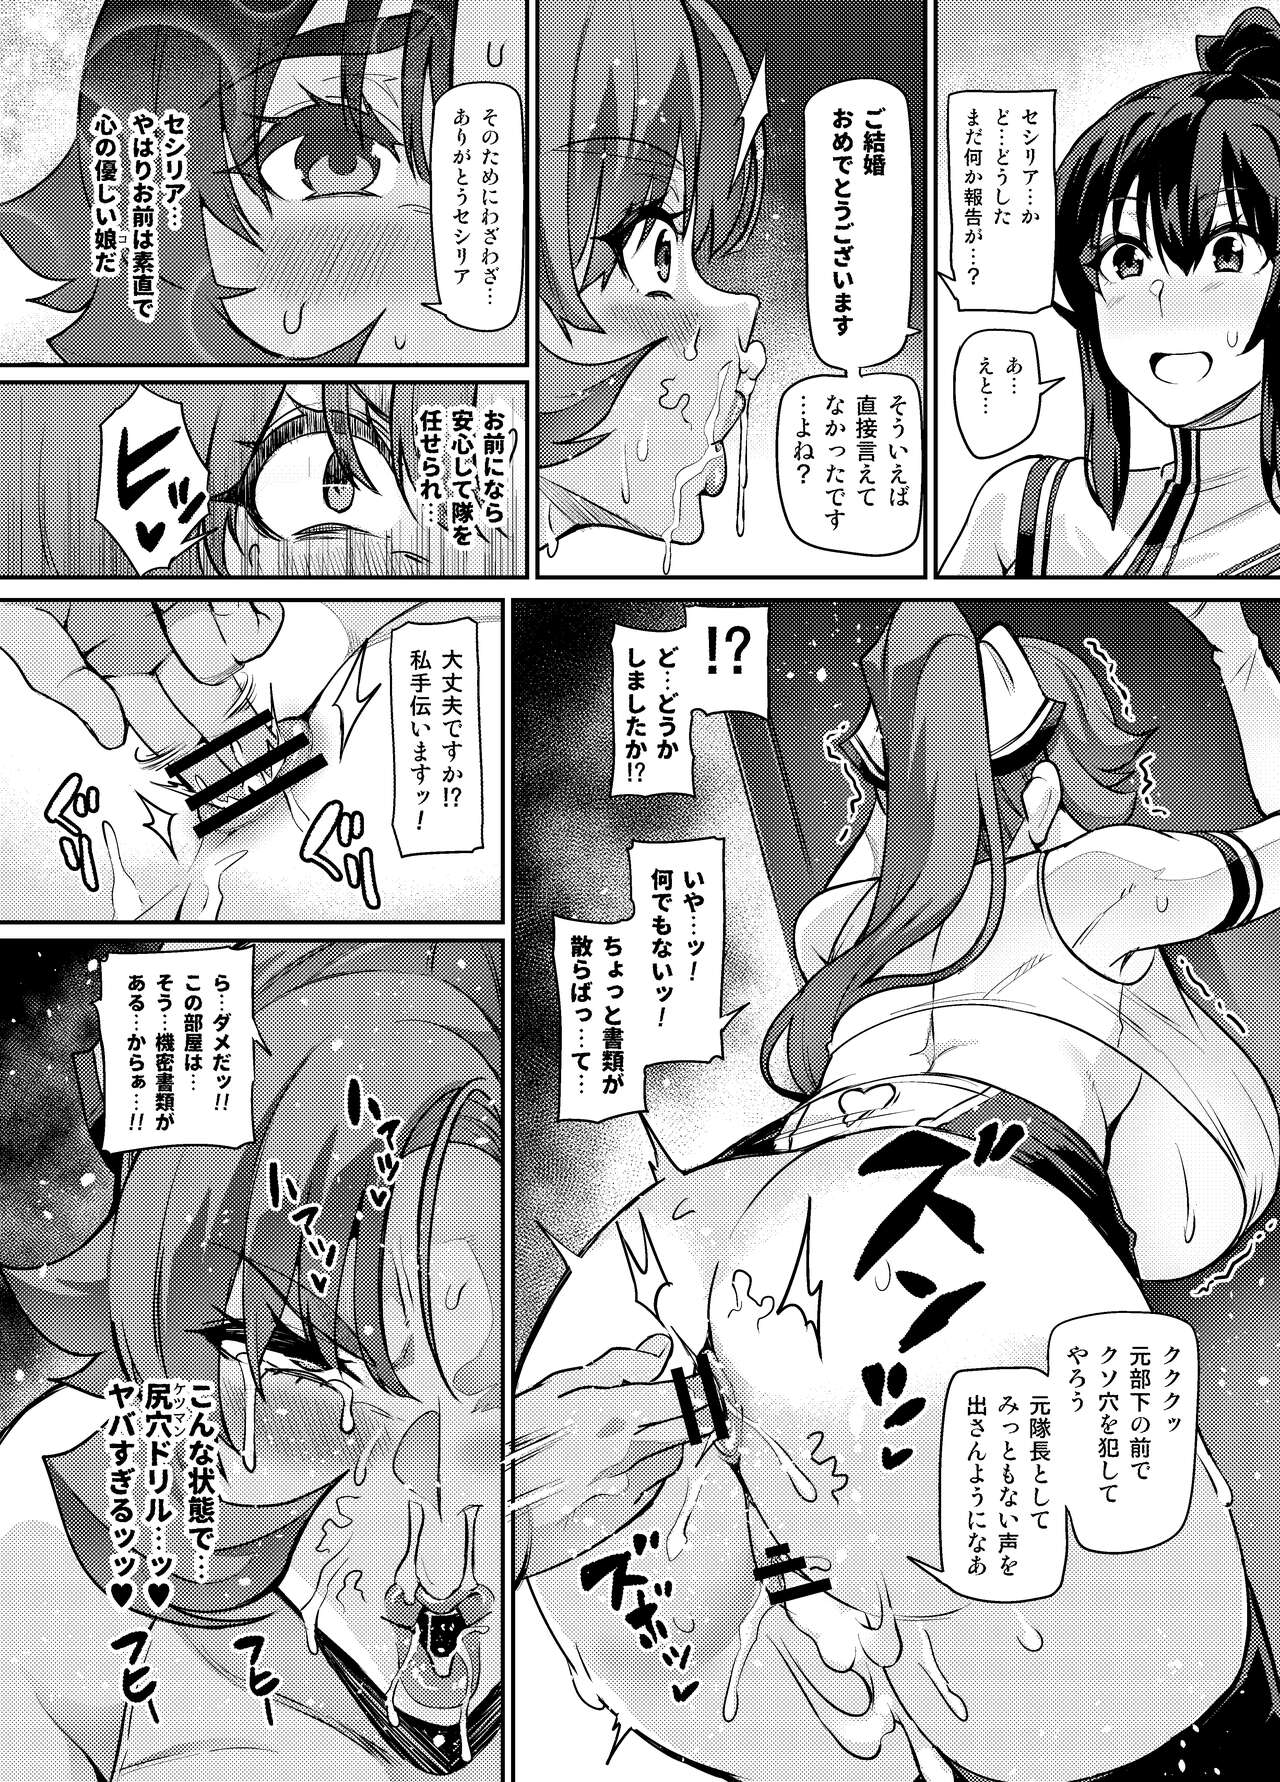 セシリア…か
ど…どうした
まだ何か報告が…？
あ…
えと…
ご結婚
おめでとうございます
そういえば
直接言えて
なかったです
…よね？
そのためにわざわざ…
ありがとうセシリア
セシリア…
やはりお前は素直で
心の優しい娘だ
コ
お前になら
安心して隊を
任せられ…
ビッ♥
!?
ど…どうか
しましたか!?
いや…ッ！
何でもないッ！
ちょっと書類が
散らばっ…て…
ズンッ
クククッ
元部下の前で
クソ穴を犯して
やろう
元隊長として
みっともない声を
出さんようになあ
ズボッ
大丈夫ですか!?
私手伝いますッ！
グリ
グリ
ら…ダメだッ!!
この部屋は…
そう…機密書類が
ある…からぁ…!!
こんな状態で…
尻穴ドリル…ッ♥
ケツマン
ヤバすぎるッッ♥
フヒ
フヒ